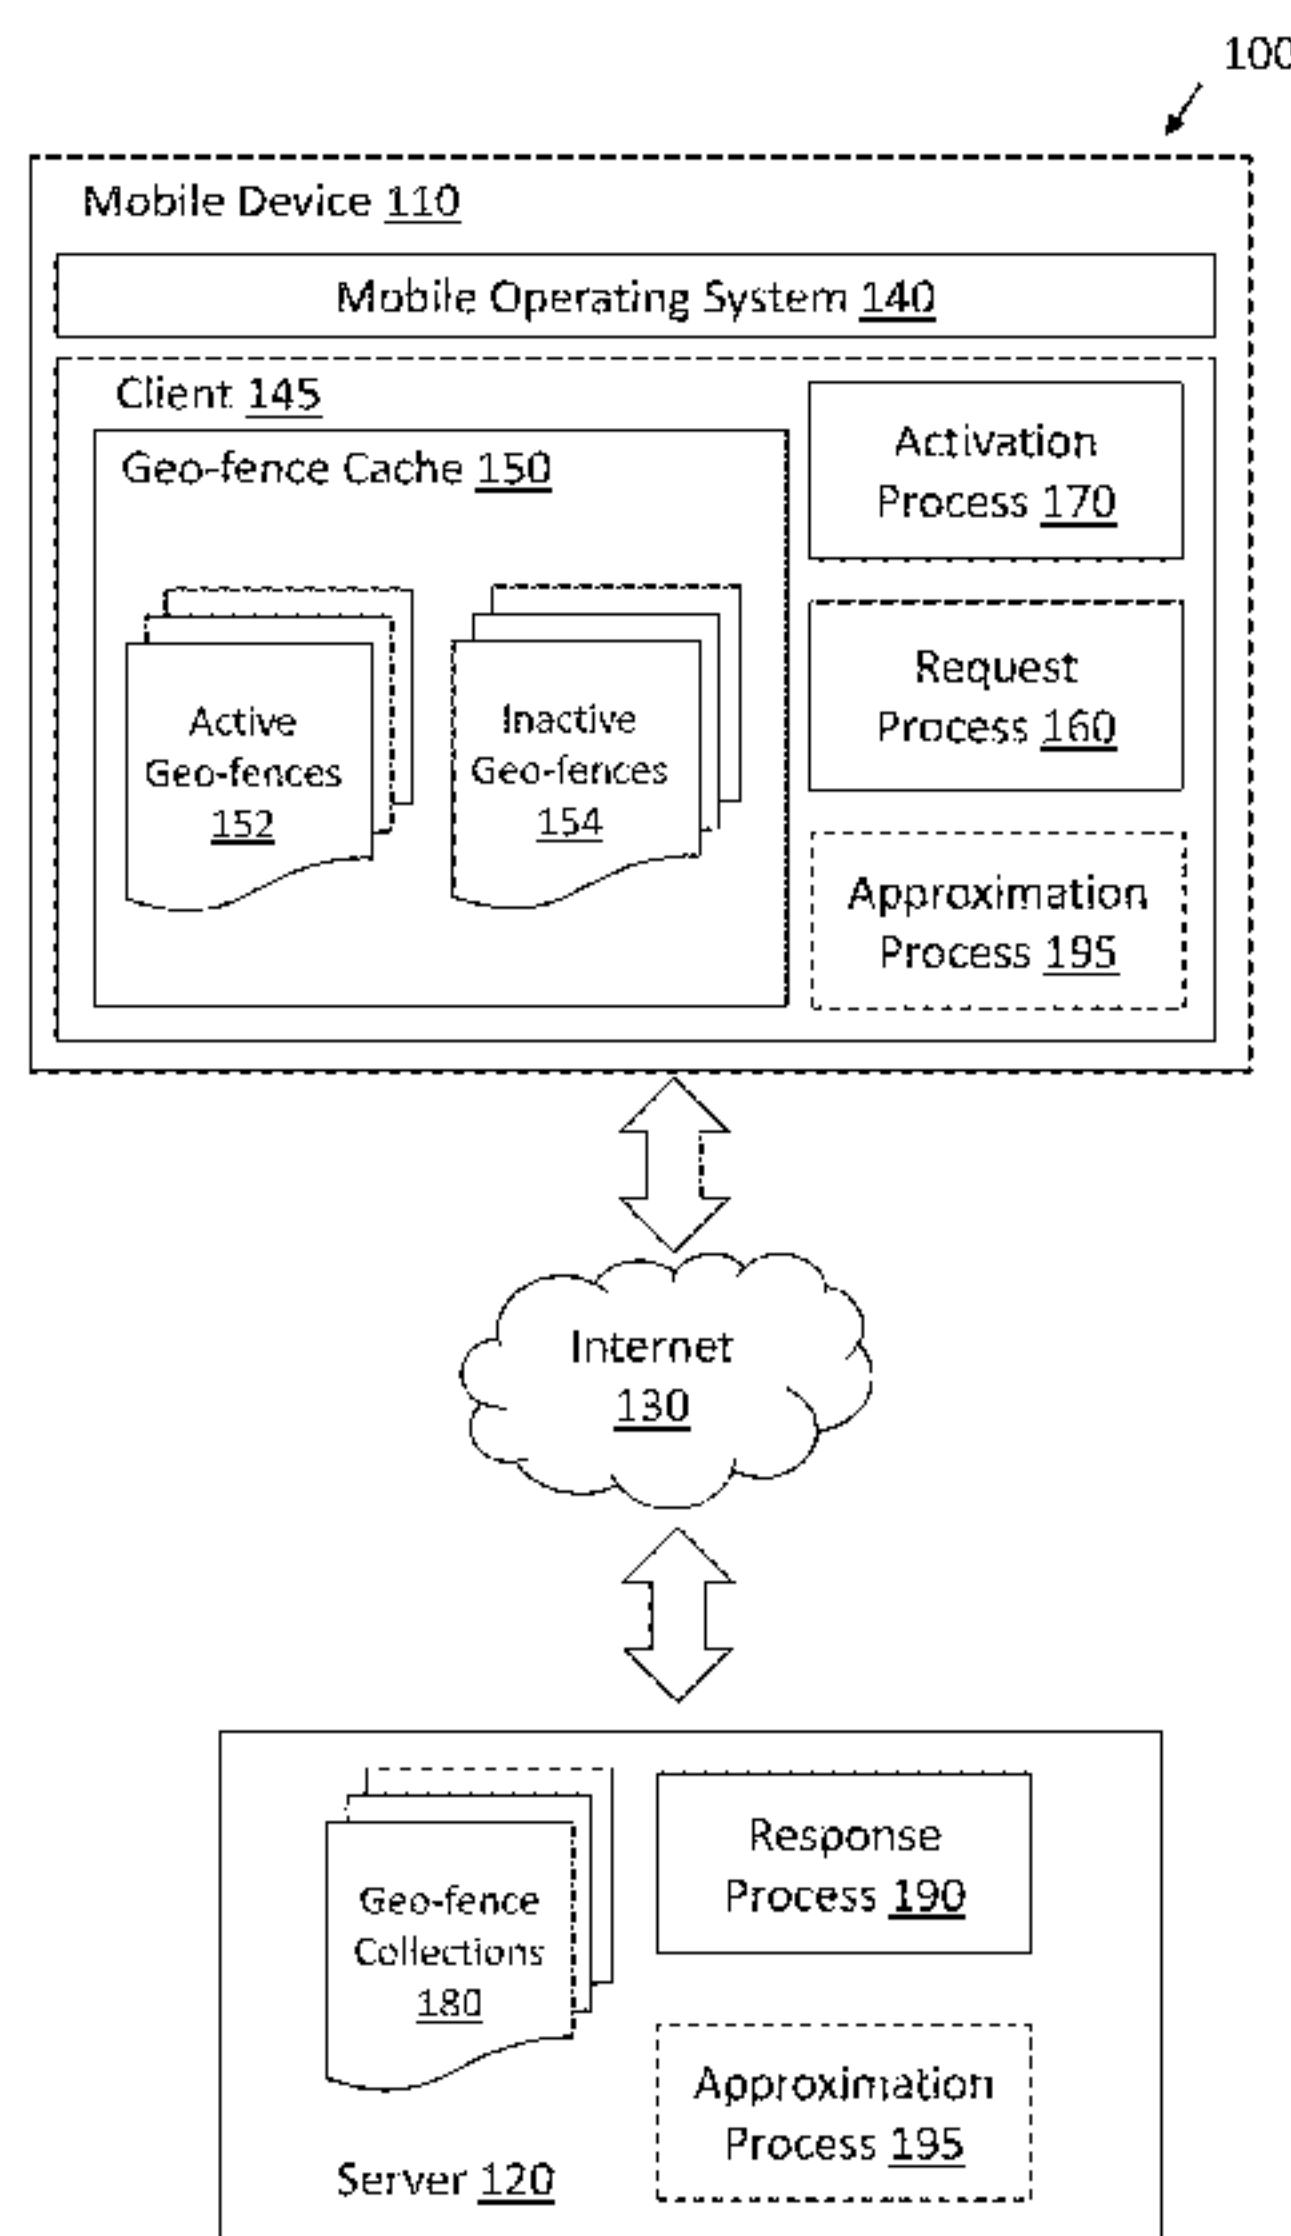 100
Mobile Device 110
Mobile Operating System 140
Client 145
Geo-fence Cache 150
Active
Geo-fences
152
Inactive
Geo-fences
154
Activation
Process 170
Request
Process 160
Approximation
Process 195
Internet
130
Geo-fence
Collections
180
Server 120
Response
Process 190
Approximation
Process 195